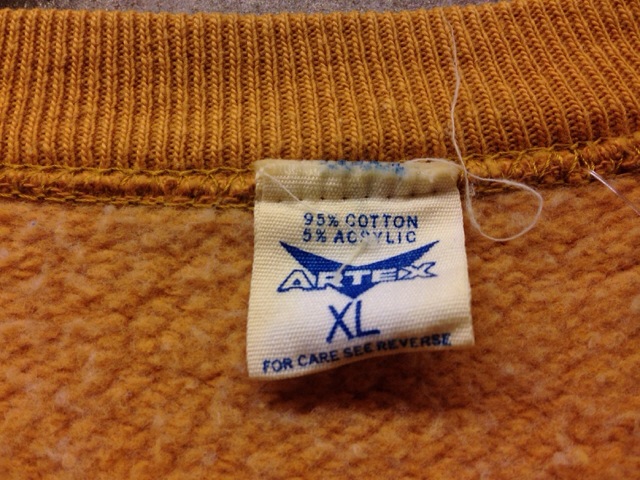 95% COTTON
5% ACRYLIC
ARTEX
XL
FOR CARE SEE REVERSE